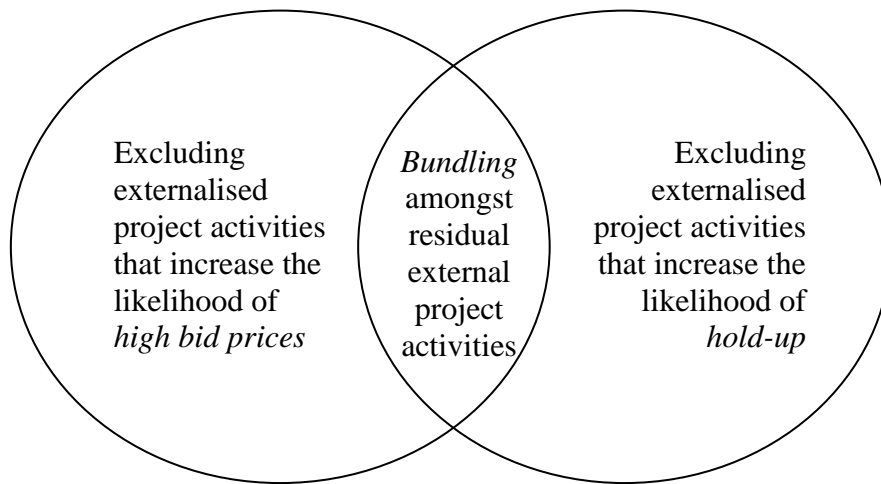 Excluding
externalised
project activities
that increase the
likelihood of
high bid prices
Bundling
amongst
residual
external
project
activities
Excluding
externalised
project activities
that increase the
likelihood of
hold-up